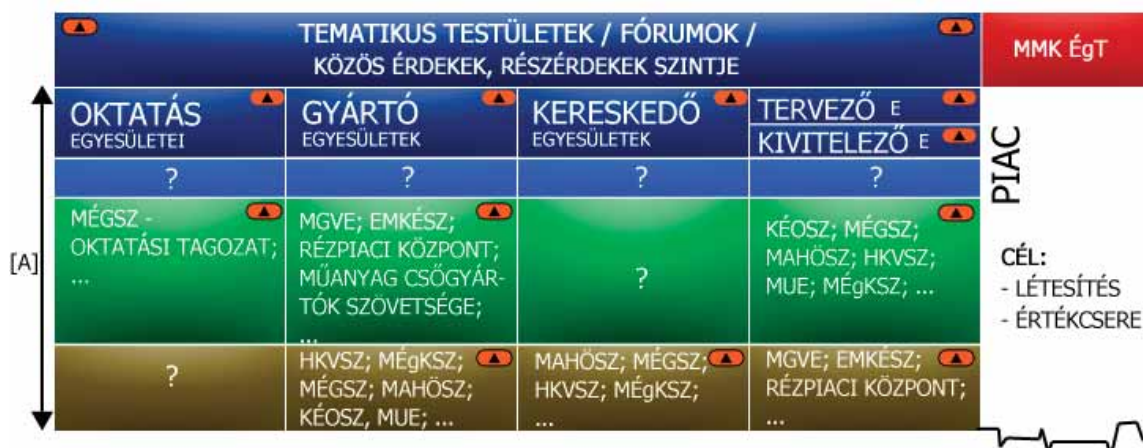 TEMATIKUS TESTÜLETEK / FÓRUMOK /
KÖZÖS ÉRDEKEK, RÉSZÉRDEKEK SZINTJE
MMK ÉgT
[A]
OKTATÁS
EGYESÜLETEI
GYÁRTÓ
EGYESÜLETEK
KERESKEDŐ
EGYESÜLETEK
TERVEZŐ E
KIVITELEZŐ E
?
?
?
?
MÉGSZ -
OKTATÁSI TAGOZAT;
...
MGVE; EMKÉSZ;
RÉZPIACI KÖZPONT;
MŰANYAG CSŐGYÁR-
TÓK SZÖVETSÉGE;
...
?
KÉOSZ; MÉGSZ;
MAHÖSZ; HKVSZ;
MUE; MÉgKSZ; ...
?
HKVSZ; MÉgKSZ;
MÉGSZ; MAHÖSZ;
KÉOSZ, MUE; ...
MAHÖSZ; MÉGSZ;
HKVSZ; MÉgKSZ;
...
MGVE; EMKÉSZ;
RÉZPIACI KÖZPONT;
...
PIAC
CÉL:
- LÉTESÍTÉS
- ÉRTÉKCSERE